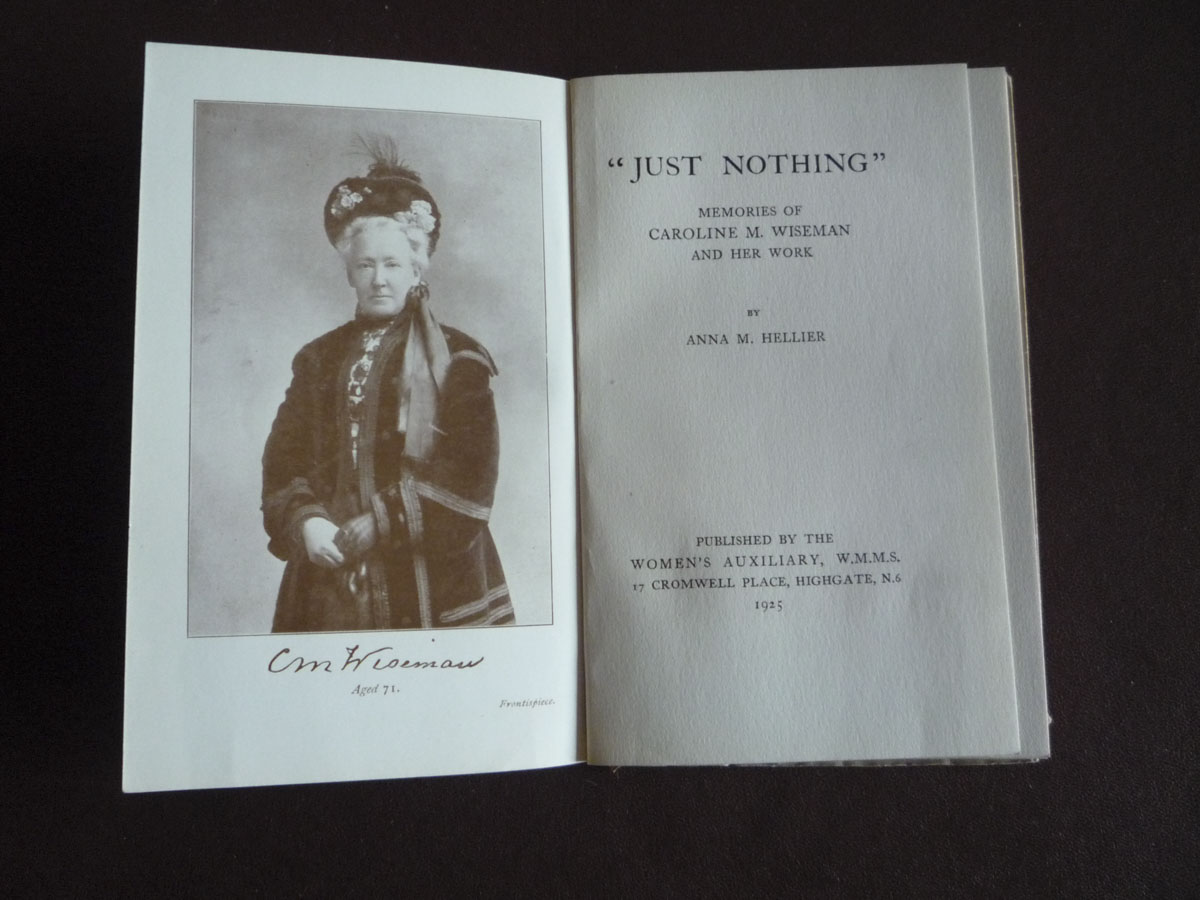 C M Wiseman
Aged 71.
Frontispiece.
"JUST NOTHING"
MEMORIES OF
CAROLINE M. WISEMAN
AND HER WORK
BY
ANNA M. HELLIER
PUBLISHED BY THE
WOMEN'S AUXILIARY, W.M.M.S.
17 CROMWELL PLACE, HIGHGATE, N.6
1925